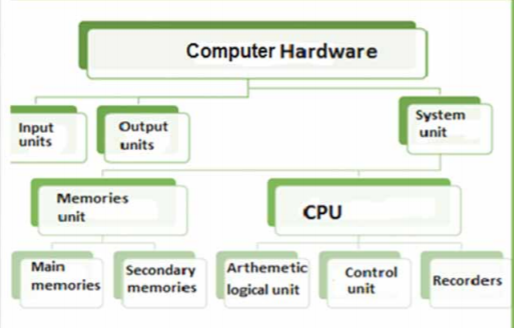 Computer Hardware
Input
units
Output
units
System
unit
Memories
unit
CPU
Main
memories
Secondary
memories
Arthemetic
logical unit
Control
unit
Recorders